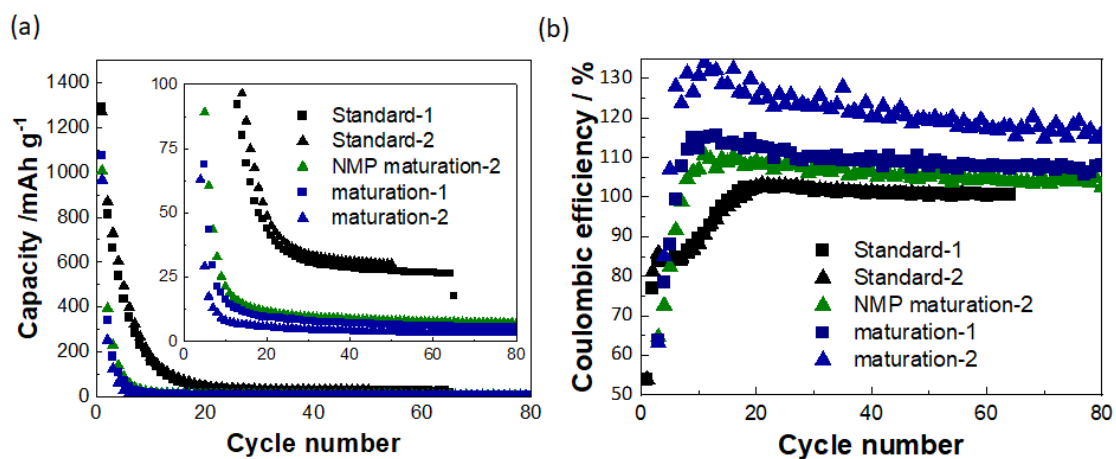 (a)
1400
1200
1000
800
600
400
200
0
Capacity /mAh g-1
0
20
40
60
80
Cycle number
100
75
50
25
0
0
20
40
60
80
Standard-1
Standard-2
NMP maturation-2
maturation-1
maturation-2
(b)
130
120
110
100
90
80
70
60
50
Coulombic efficiency / %
0
20
40
60
80
Cycle number
Standard-1
Standard-2
NMP maturation-2
maturation-1
maturation-2